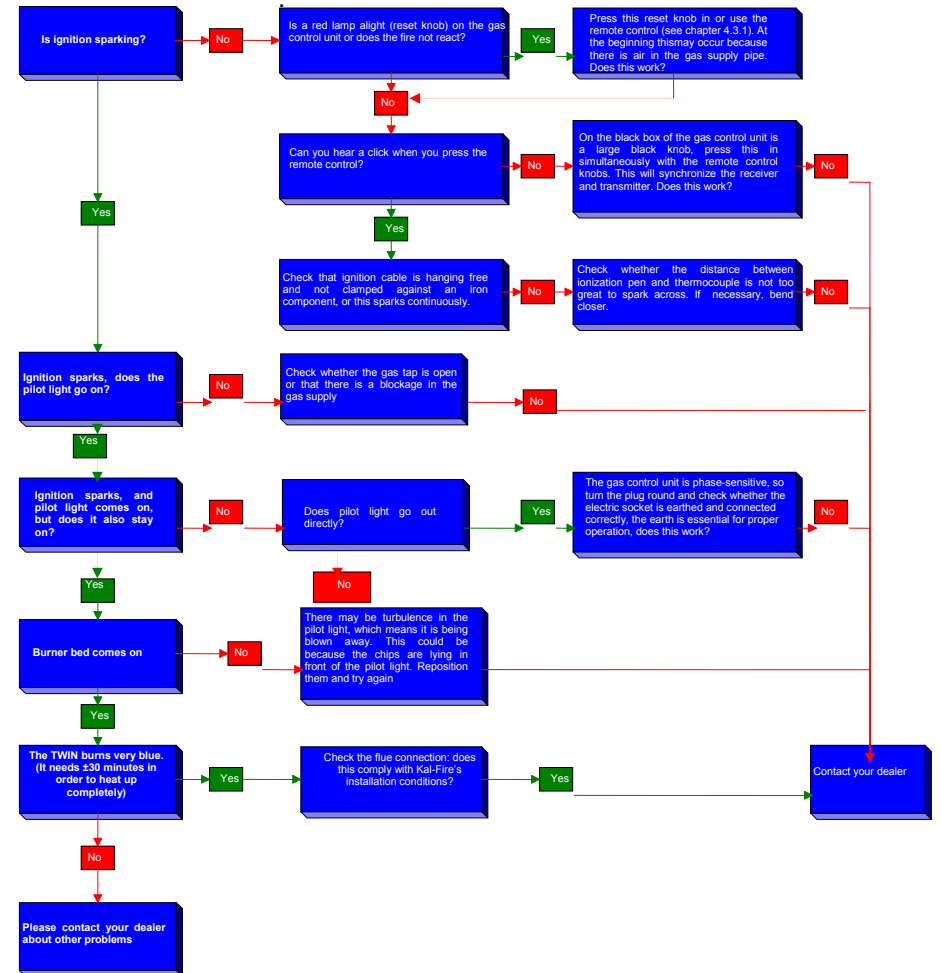 Is ignition sparking?
No
Is a red lamp alight (reset knob) on the gas
control unit or does the fire not react?
Yes
Press this reset knob in or use the
remote control (see chapter 4.3.1). At
the beginning thismay occur because
there is air in the gas supply pipe.
Does this work?
No
Can you hear a click when you press the
remote control?
No
On the black box of the gas control unit is
a large black knob, press this in
simultaneously with the remote control
knobs. This will synchronize the receiver
and transmitter. Does this work?
No
Yes
Yes
Check that ignition cable is hanging free
and not clamped against an iron
component, or this sparks continuously.
No
Check whether the distance between
ionization pen and thermocouple is not too
great to spark across. If necessary, bend
closer.
No
Ignition sparks, does the
pilot light go on?
No
Check whether the gas tap is open
or that there is a blockage in the
gas supply
No
Yes
Ignition sparks, and
pilot light comes on,
but does it also stay
on?
No
Does pilot light go out
directly?
Yes
The gas control unit is phase-sensitive, so
turn the plug round and check whether the
electric socket is earthed and connected
correctly, the earth is essential for proper
operation, does this work?
No
Yes
No
Burner bed comes on
No
There may be turbulence in the
pilot light, which means it is being
blown away. This could be
because the chips are lying in
front of the pilot light. Reposition
them and try again
Yes
The TWIN burns very blue.
(It needs ±30 minutes in
order to heat up
completely)
Yes
Check the flue connection: does
this comply with Kal-Fire's
installation conditions?
Yes
Contact your dealer
No
Please contact your dealer
about other problems